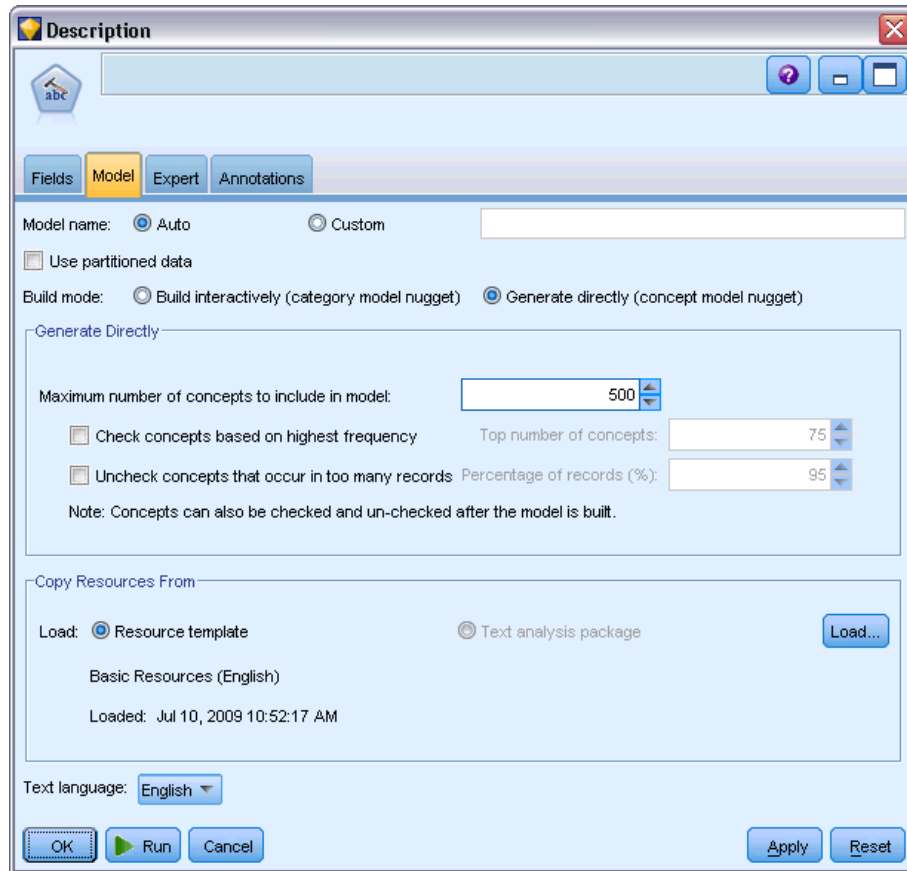 Description
abc
Fields Model Expert Annotations
Model name: Auto Custom
Use partitioned data
Build mode: Build interactively (category model nugget) Generate directly (concept model nugget)
Generate Directly
Maximum number of concepts to include in model: 500
Check concepts based on highest frequency Top number of concepts: 75
Uncheck concepts that occur in too many records Percentage of records (%): 95
Note: Concepts can also be checked and un-checked after the model is built.
Copy Resources From
Load: Resource template Text analysis package Load...
Basic Resources (English)
Loaded: Jul 10, 2009 10:52:17 AM
Text language: English
OK Run Cancel Apply Reset